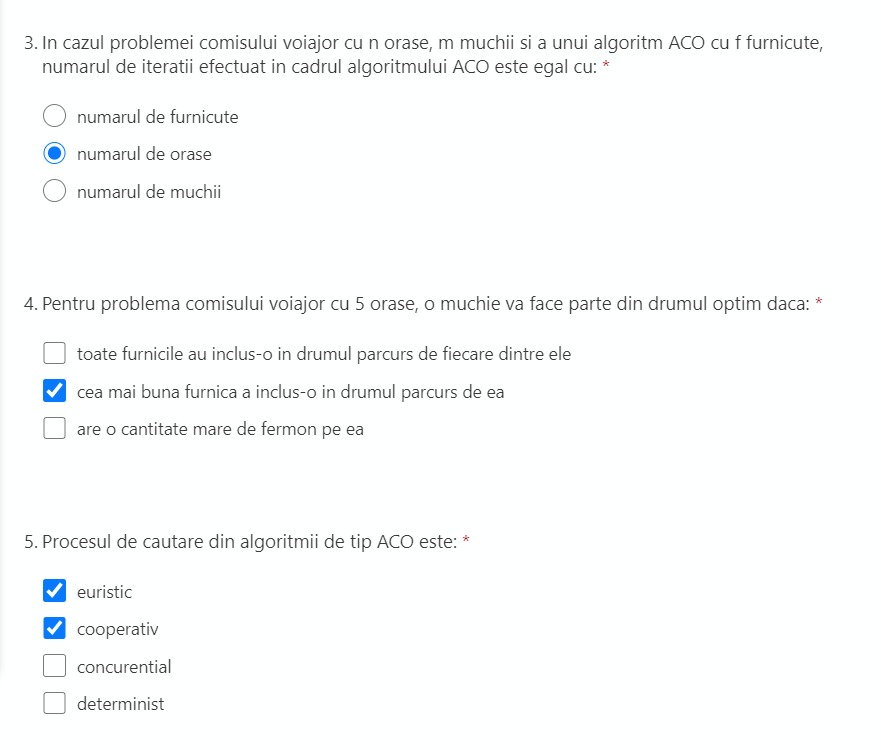 3. In cazul problemei comisului voiajor cu n orase, m muchii si a unui algoritm ACO cu f furnicute,
numarul de iteratii efectuat in cadrul algoritmului ACO este egal cu: *
numarul de furnicute
numarul de orase
numarul de muchii
4. Pentru problema comisului voiajor cu 5 orase, o muchie va face parte din drumul optim daca: *
toate furnicile au inclus-o in drumul parcurs de fiecare dintre ele
cea mai buna furnica a inclus-o in drumul parcurs de ea
are o cantitate mare de fermon pe ea
5. Procesul de cautare din algoritmii de tip ACO este: *
euristic
cooperativ
concurential
determinist